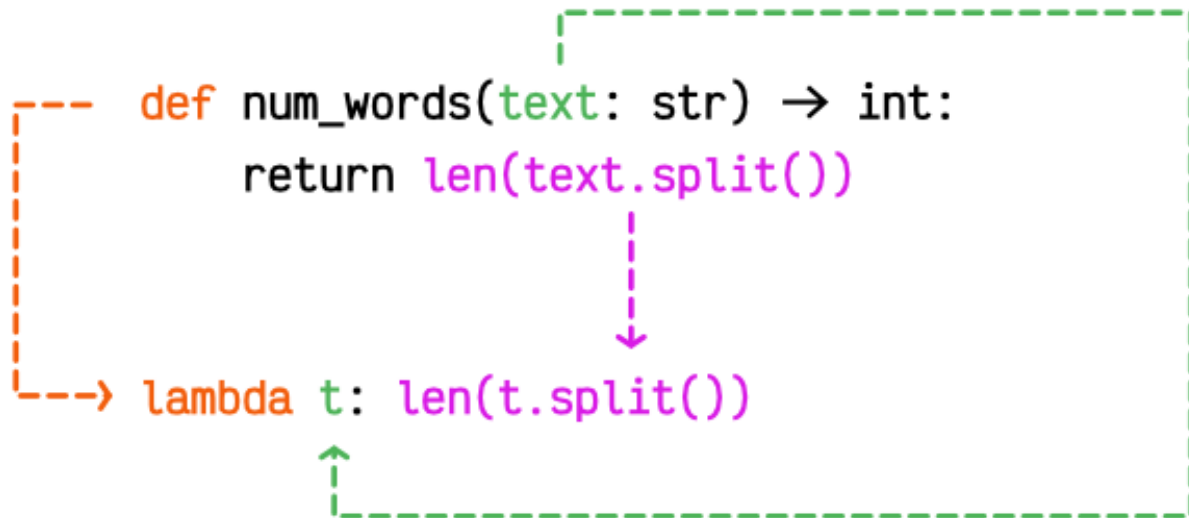 def num_words(text: str) → int:
return len(text.split())
lambda t: len(t.split())